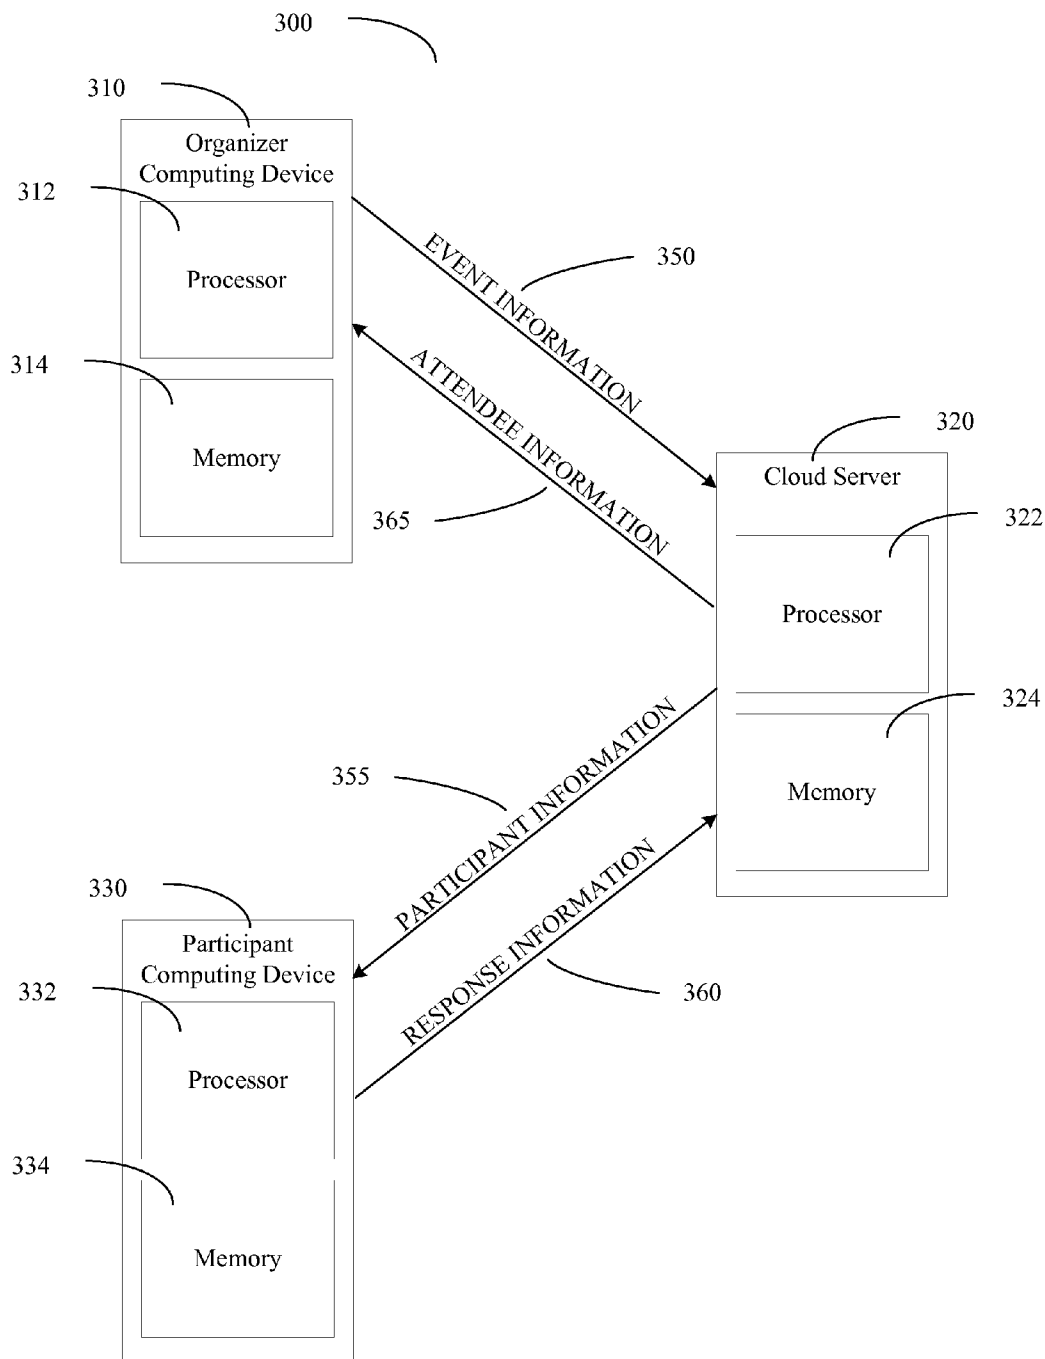 300
310
Organizer
Computing Device
312
Processor
314
Memory
EVENT INFORMATION
350
ATTENDEE INFORMATION
365
320
Cloud Server
322
Processor
324
Memory
355
PARTICIPANT INFORMATION
RESPONSE INFORMATION
360
330
Participant
Computing Device
332
Processor
334
Memory